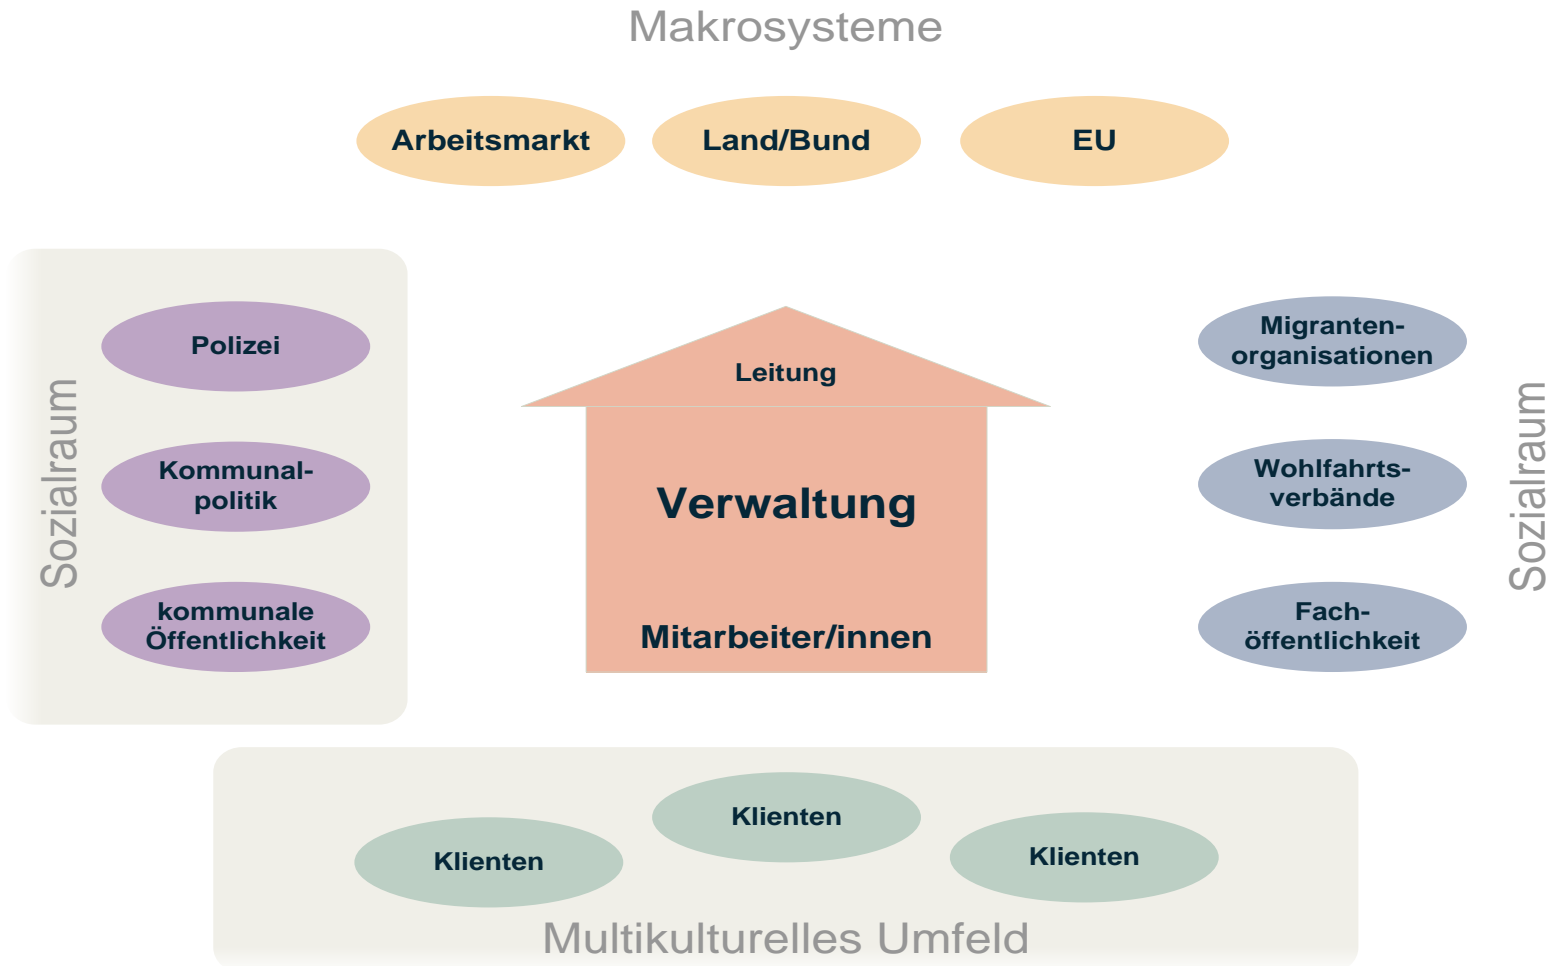 Makrosysteme
Arbeitsmarkt
Land/Bund
EU
Sozialraum
Polizei
Kommunal-
politik
kommunale
Öffentlichkeit
Leitung
Verwaltung
Mitarbeiter/innen
Migranten-
organisationen
Wohlfahrts-
verbände
Fach-
öffentlichkeit
Sozialraum
Klienten
Klienten
Klienten
Multikulturelles Umfeld